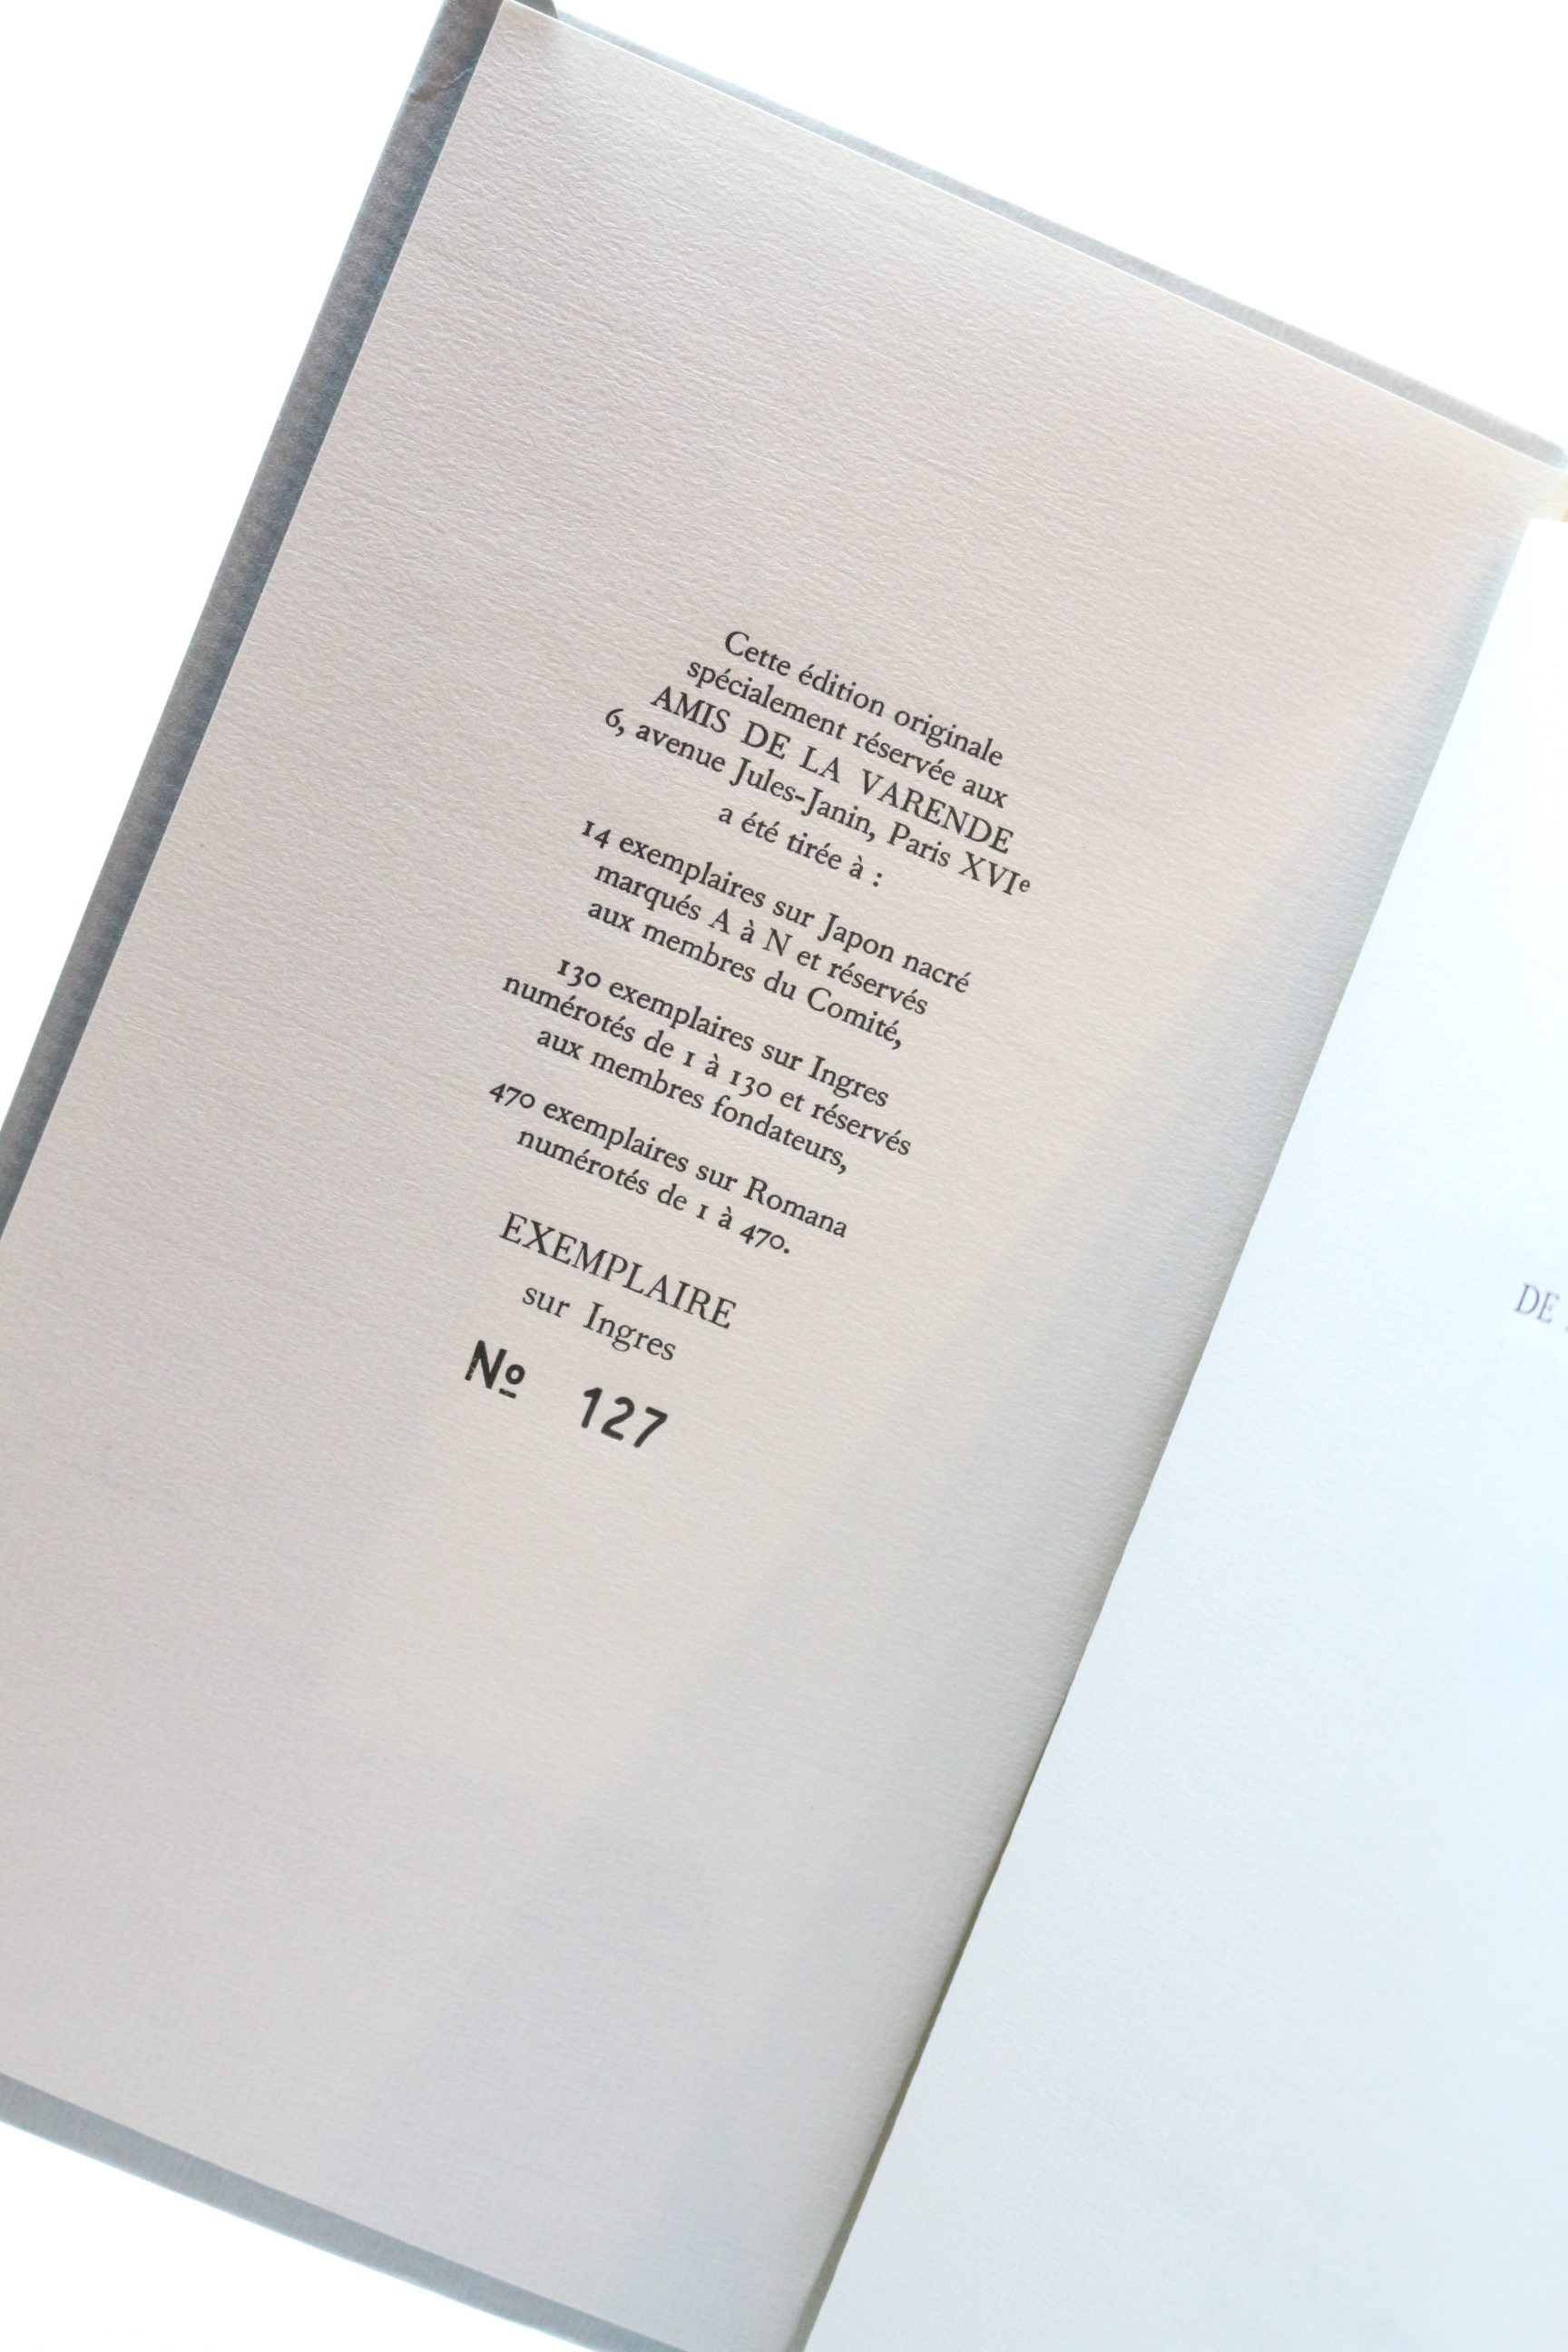 Cette édition originale
spécialement réservée aux
AMIS DE LA VARENDE
6, avenue Jules-Janin, Paris XVIe
a été tirée à :
14 exemplaires sur Japon nacré
marqués A à N et réservés
aux membres du Comité,
130 exemplaires sur Ingres
numérotés de 1 à 130 et réservés
aux membres fondateurs,
470 exemplaires sur Romana
numérotés de 1 à 470.
EXEMPLAIRE
sur Ingres
Nº 127
DE